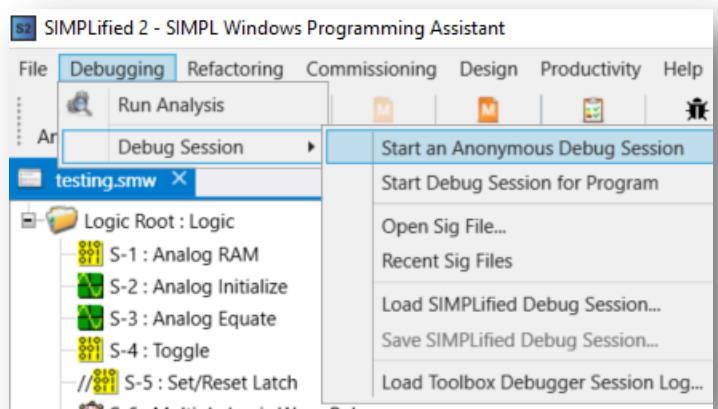 S2 SIMPLified 2 - SIMPL Windows Programming Assistant
File Debugging Refactoring Commissioning Design Productivity Help
Run Analysis
M M
Debug Session
Start an Anonymous Debug Session
testing.smw
Start Debug Session for Program
Logic Root : Logic
Open Sig File...
S-1 : Analog RAM
Recent Sig Files
S-2 : Analog Initialize
S-3 : Analog Equate
Load SIMPLified Debug Session...
S-4 : Toggle
Save SIMPLified Debug Session...
//S-5 : Set/Reset Latch
Load Toolbox Debugger Session Log...